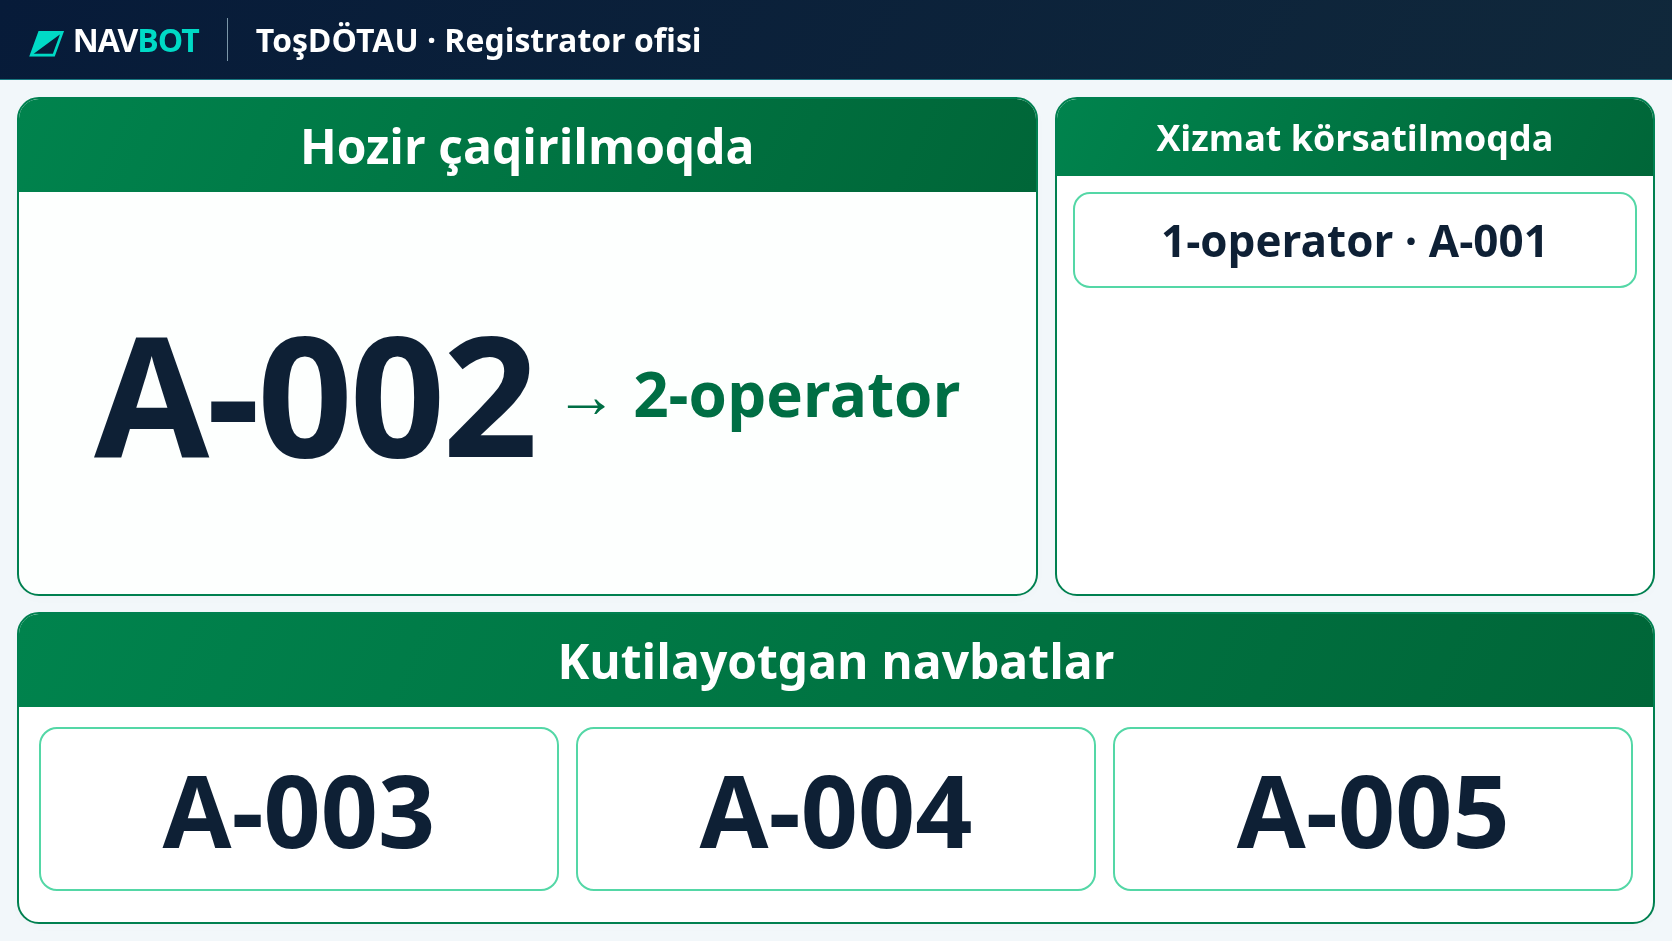 NAVBOT
ToşDÖTAU · Registrator ofisi
Hozir çaqirilmoqda
A-002 → 2-operator
Xizmat körsatilmoqda
1-operator · A-001
Kutilayotgan navbatlar
A-003
A-004
A-005